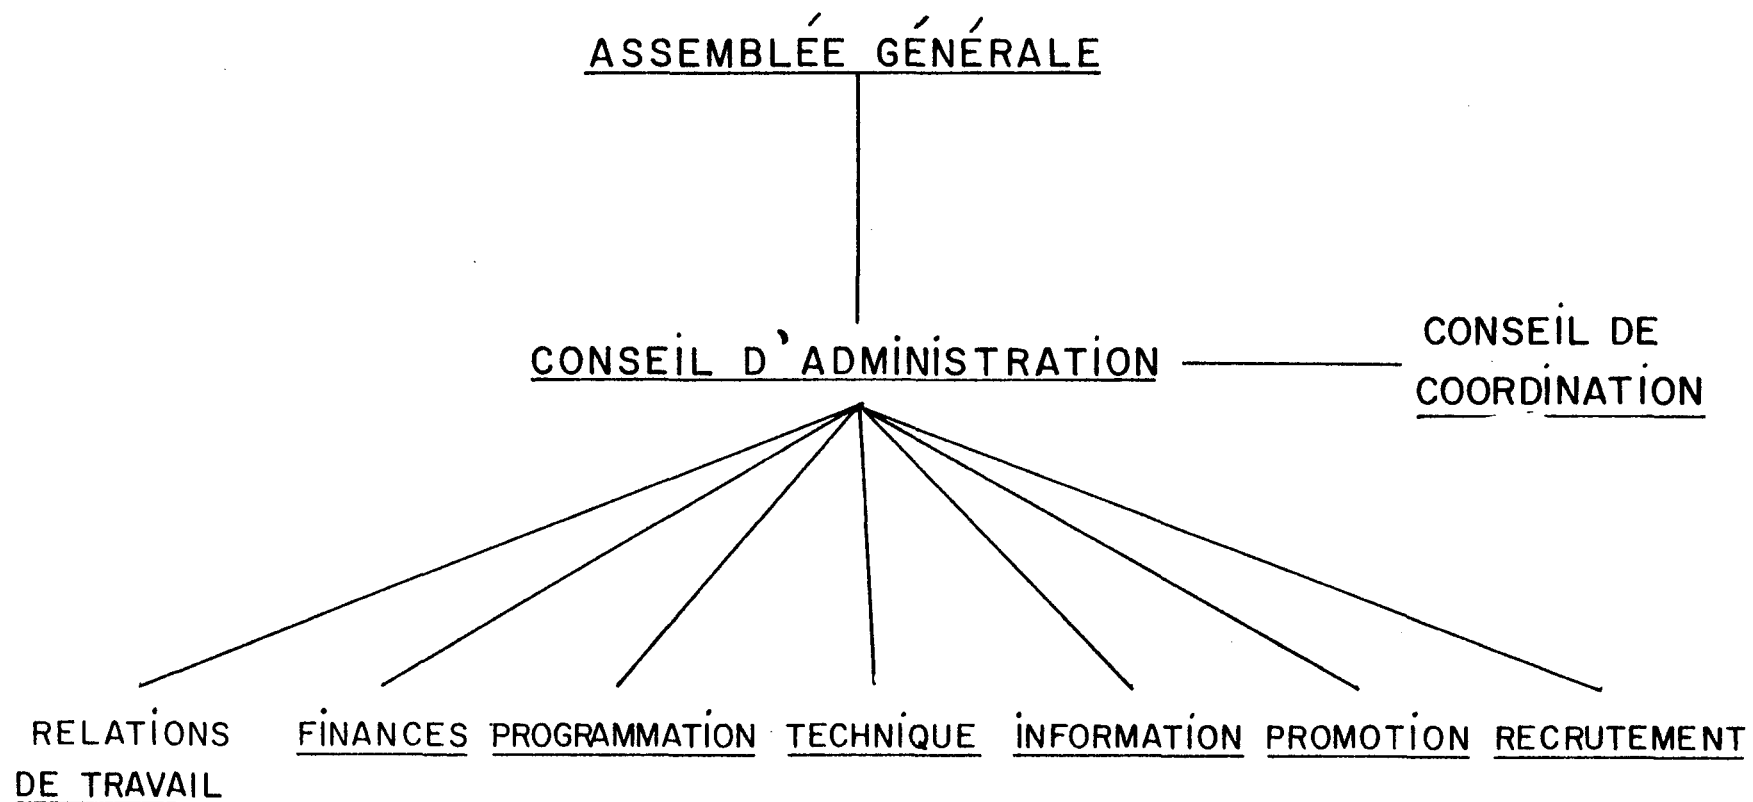 ASSEMBLÉE GÉNÉRALE
CONSEIL D'ADMINISTRATION
CONSEIL DE
COORDINATION
RELATIONS
DE TRAVAIL
FINANCES
PROGRAMMATION
TECHNIQUE
INFORMATION
PROMOTION
RECRUTEMENT